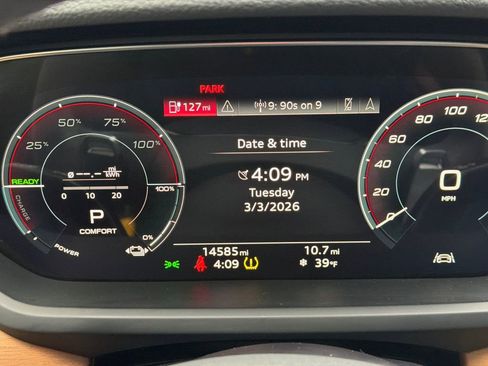 PARK
127 mi
9: 90s on 9
50%
75%
25%
100%
READY
Ø ---.- mi
kWh
0 10 20
100%
CHARGE
P
COMFORT
0%
POWER
Date & time
4:09 PM
Tuesday
3/3/2026
100
120
80
60
40
20
0
0
MPH
14585 mi
4:09
10.7 mi
39°F